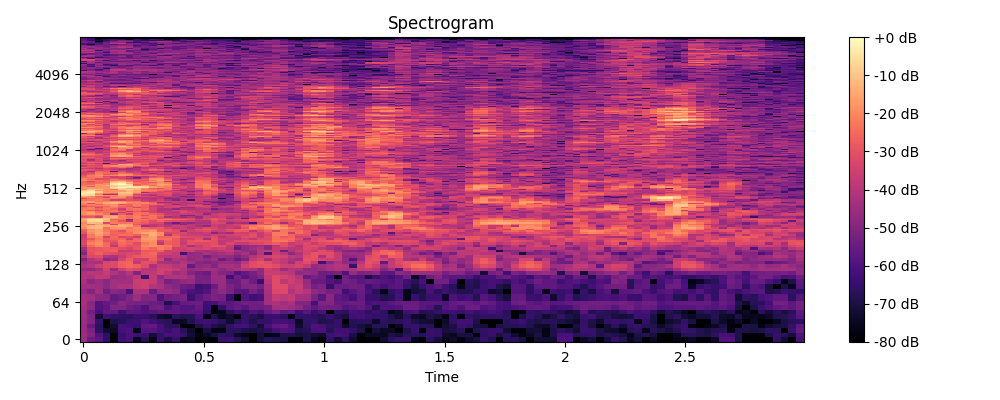 Spectrogram
Hz
4096
2048
1024
512
256
128
64
0
0 0.5 1 1.5 2 2.5
Time
+0 dB
-10 dB
-20 dB
-30 dB
-40 dB
-50 dB
-60 dB
-70 dB
-80 dB